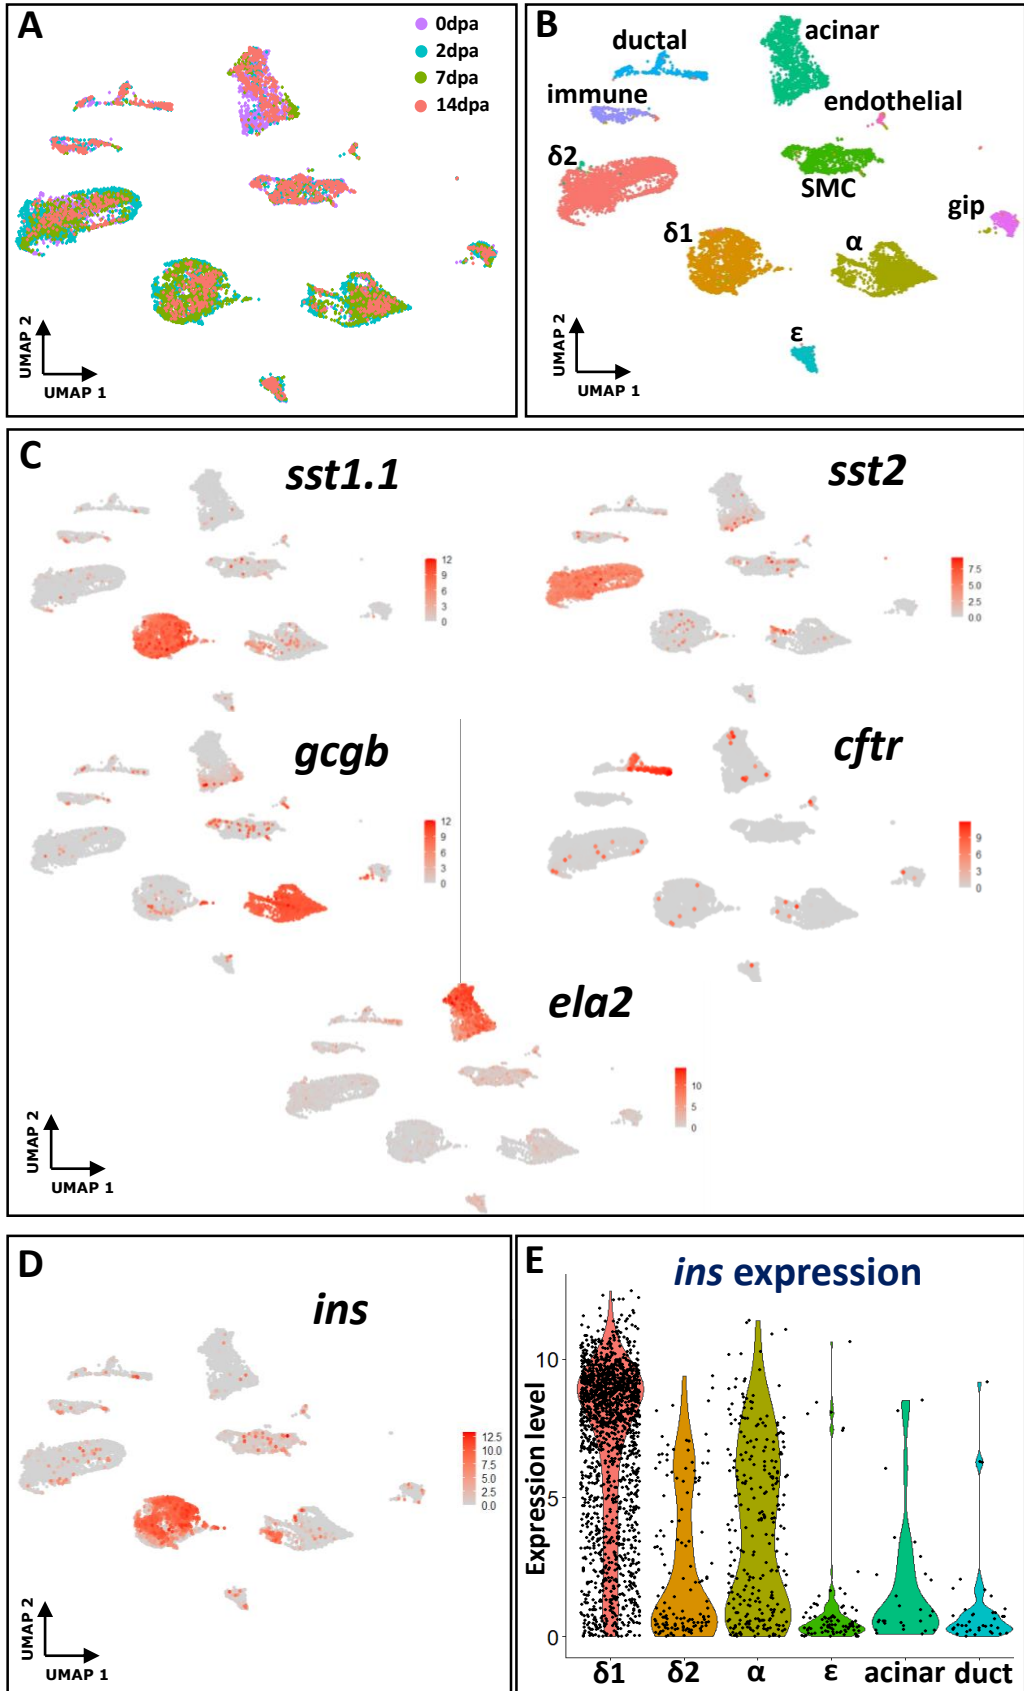 A
0dpa
2dpa
7dpa
14dpa
UMAP 2
UMAP 1
B
ductal
acinar
immune
endothelial
δ2
SMC
gip
δ1
α
ε
UMAP 2
UMAP 1
C
sst1.1
12
9
6
3
0
sst2
7.5
5.0
2.5
0.0
gcgb
12
9
6
3
0
cftr
9
6
3
0
ela2
10
5
0
UMAP 2
UMAP 1
D
ins
12.5
10.0
7.5
5.0
2.5
0.0
UMAP 2
UMAP 1
E
ins expression
Expression level
10
5
0
δ1 δ2 α ε acinar duct